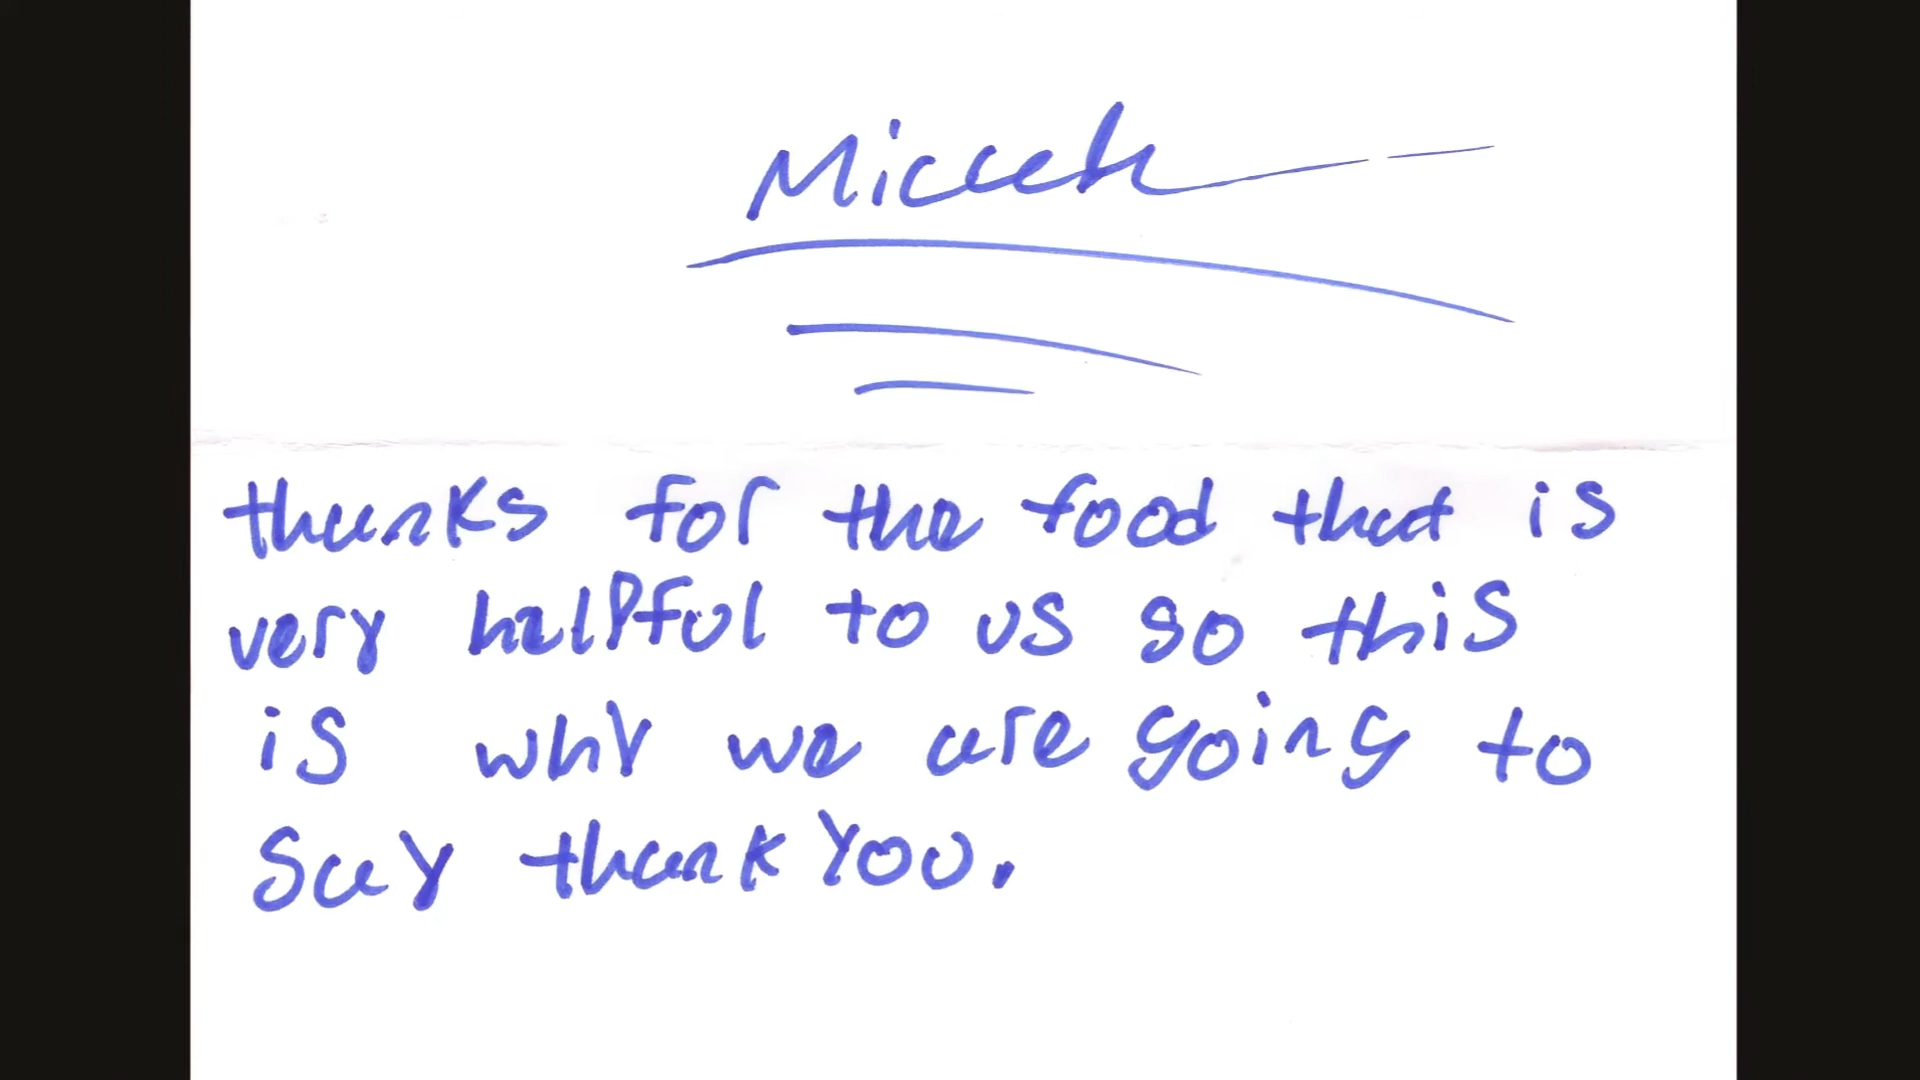 thanks for the food that is
very helpful to us so this
is why we are going to
say thank you.